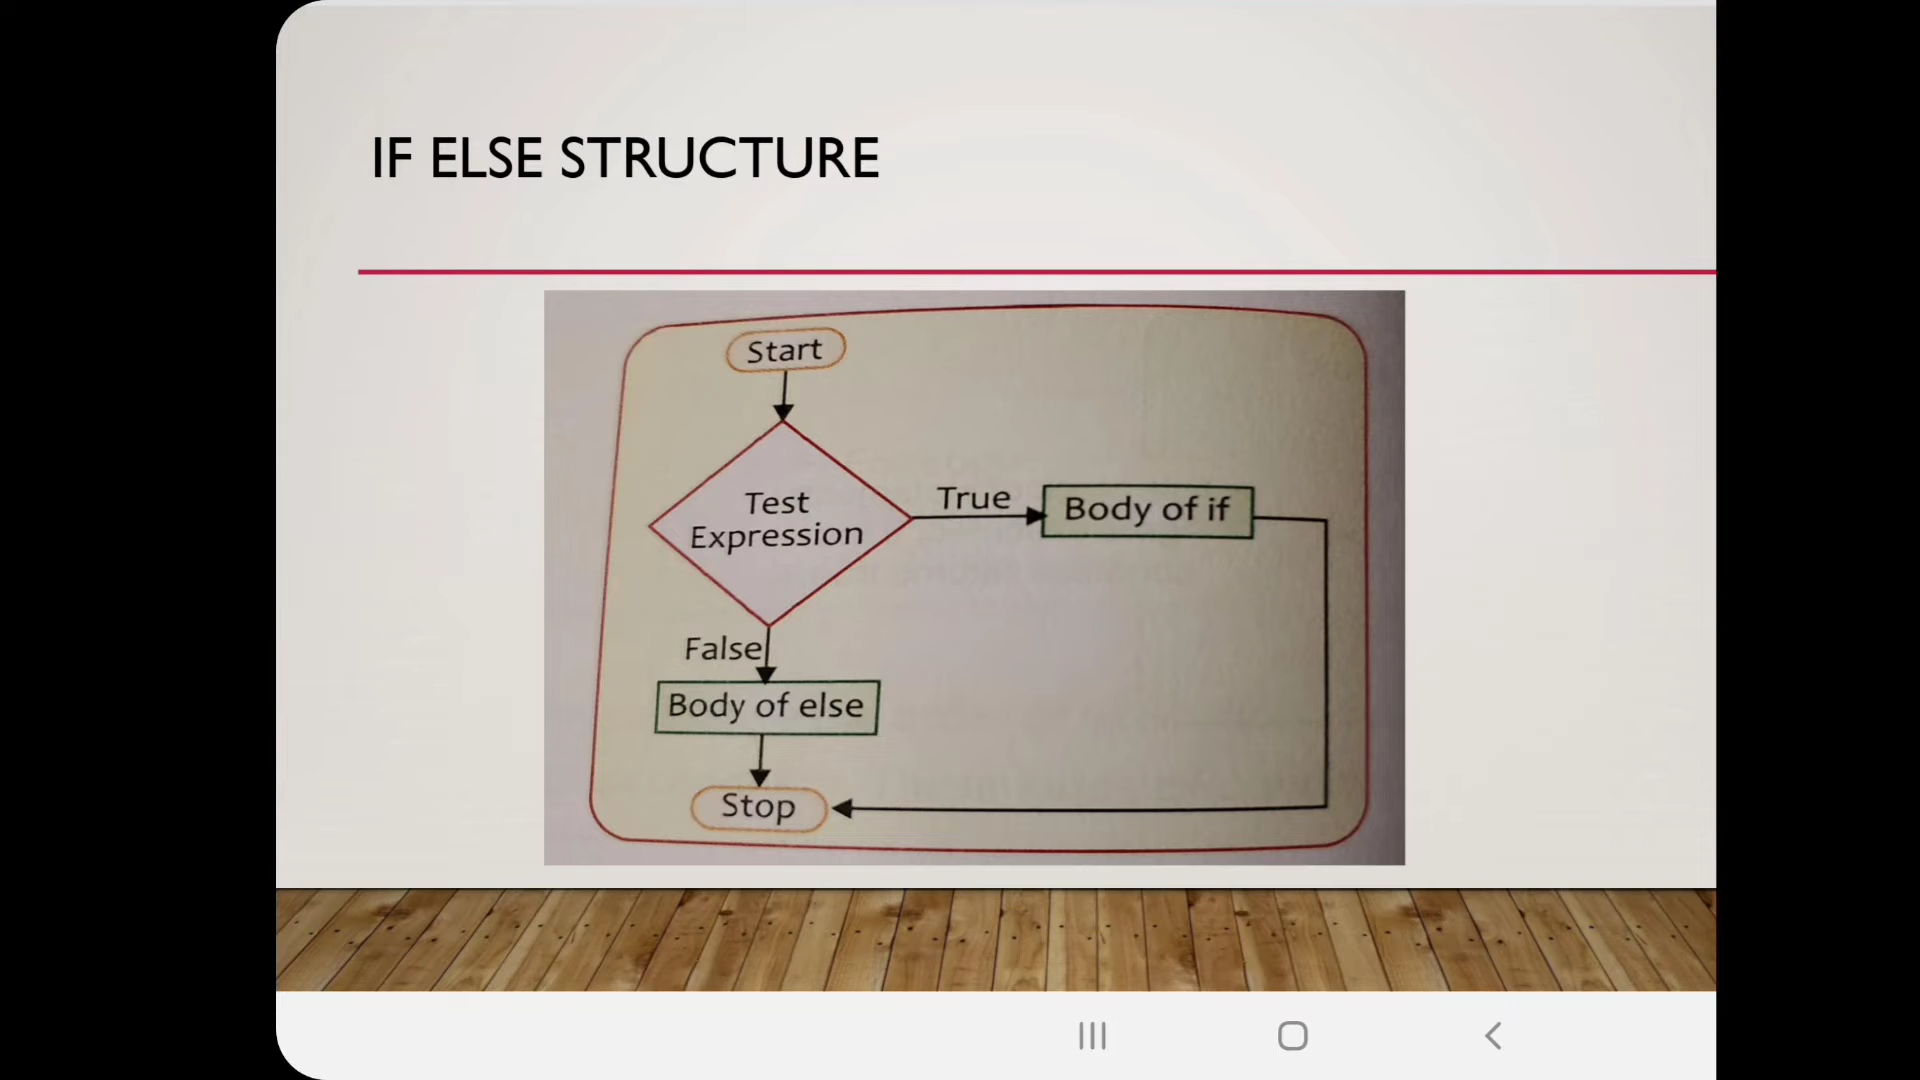 IF ELSE STRUCTURE
Start
Test
Expression
True
Body of if
False
Body of else
Stop